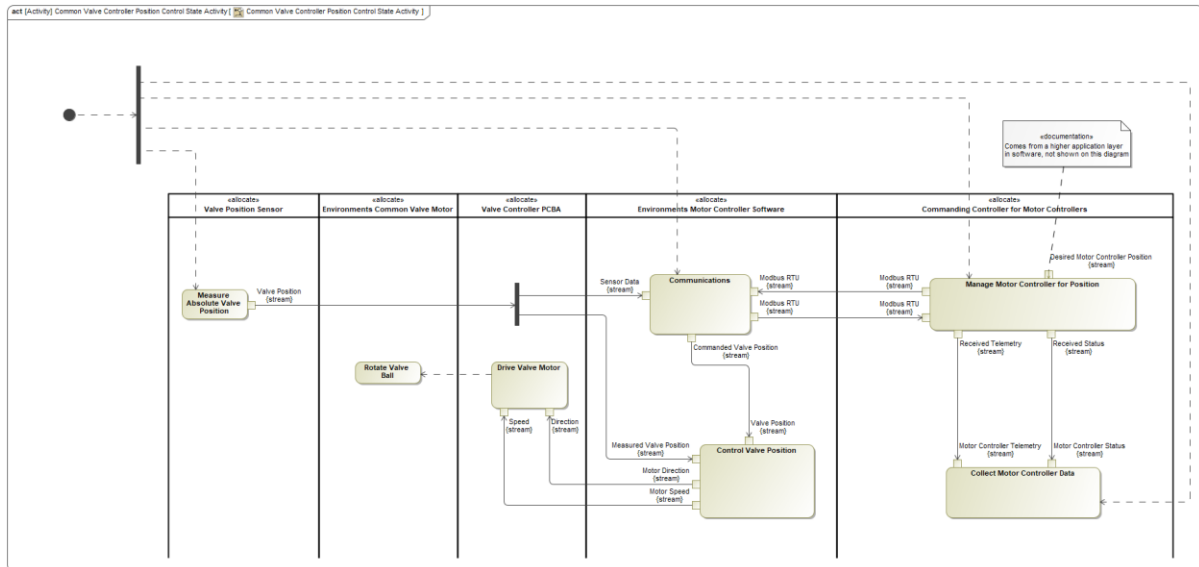 act [Activity] Common Valve Controller Position Control State Activity [ Common Valve Controller Position Control State Activity ]
«documentation»
Comes from a higher application layer
in software, not shown on this diagram
«allocate»
Valve Position Sensor
«allocate»
Environments Common Valve Motor
«allocate»
Valve Controller PCBA
«allocate»
Environments Motor Controller Software
«allocate»
Commanding Controller for Motor Controllers
Measure
Absolute Valve
Position
Valve Position
{stream}
Sensor Data
{stream}
Communications
Modbus RTU
{stream}
Modbus RTU
{stream}
Modbus RTU
{stream}
Modbus RTU
{stream}
Desired Motor Controller Position
{stream}
Manage Motor Controller for Position
Commanded Valve Position
{stream}
Received Telemetry
{stream}
Received Status
{stream}
Rotate Valve
Ball
Drive Valve Motor
Speed
{stream}
Direction
{stream}
Valve Position
{stream}
Measured Valve Position
{stream}
Motor Direction
{stream}
Motor Speed
{stream}
Control Valve Position
Motor Controller Telemetry
{stream}
Motor Controller Status
{stream}
Collect Motor Controller Data